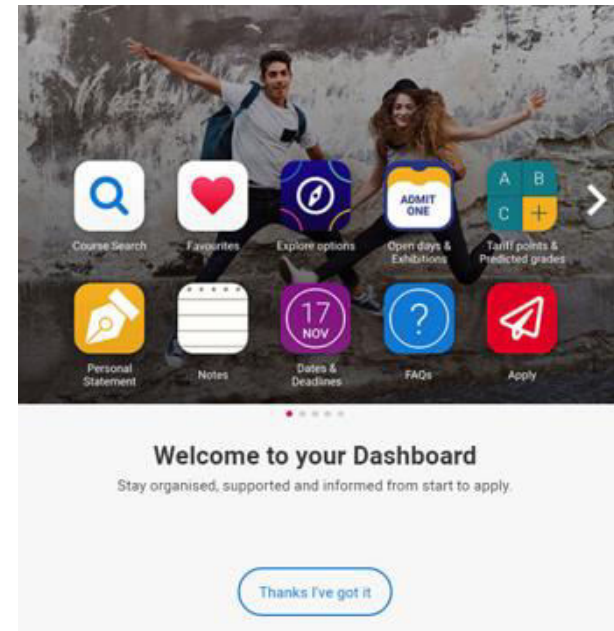 ADMIT
ONE
A B
C +
Course Search
Favourites
Explore options
Open days &
Exhibitions
Tariff points &
Predicted grades
17
NOV
?
Personal
Statement
Notes
Dates &
Deadlines
FAQs
Apply
Welcome to your Dashboard
Stay organised, supported and informed from start to apply.
Thanks I've got it